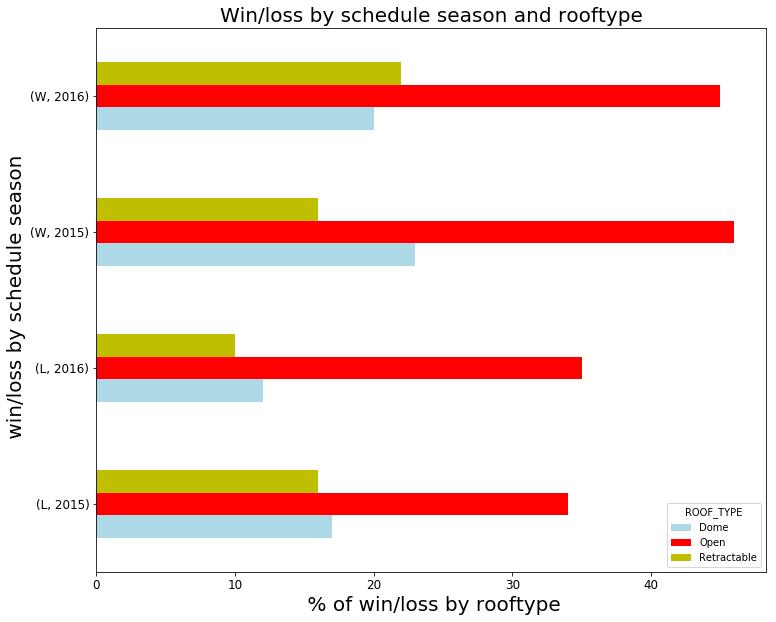 Win/loss by schedule season and rooftype
win/loss by schedule season
(W, 2016)
(W, 2015)
(L, 2016)
(L, 2015)
ROOF_TYPE
Dome
Open
Retractable
0 10 20 30 40
% of win/loss by rooftype